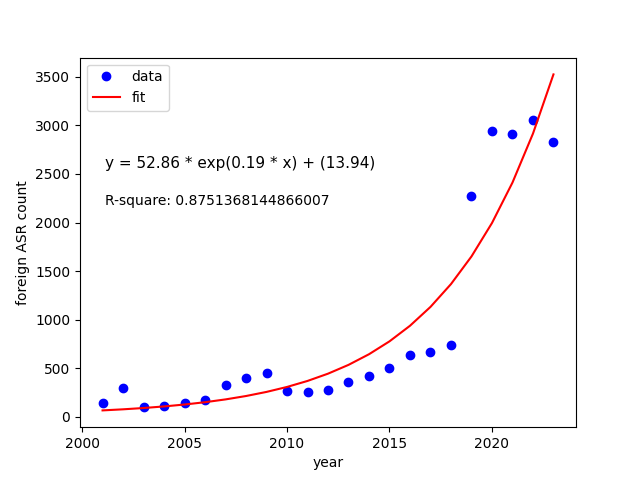 data
fit
y = 52.86 * exp(0.19 * x) + (13.94)
R-square: 0.8751368144866007
3500
3000
2500
2000
1500
1000
500
0
foreign ASR count
2000 2005 2010 2015 2020
year